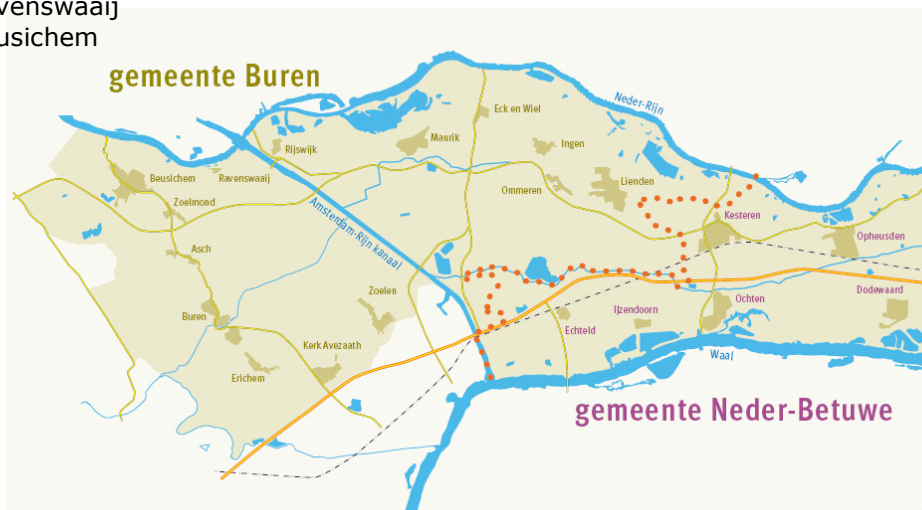 venswaaij
usichem
gemeente Buren
Neder-Rijn
Eck en Wiel
Maurik
Ingen
Rijswijk
Beusichem
Ravenswaaij
Ommeren
Lienden
Zoelmond
Amsterdam-Rijn kanaal
Kesteren
Asch
Opheusden
Zoelen
Dodewaard
Buren
IJzendoorn
Ochten
Echteld
Kerk Avezaath
Waal
Erichem
gemeente Neder-Betuwe